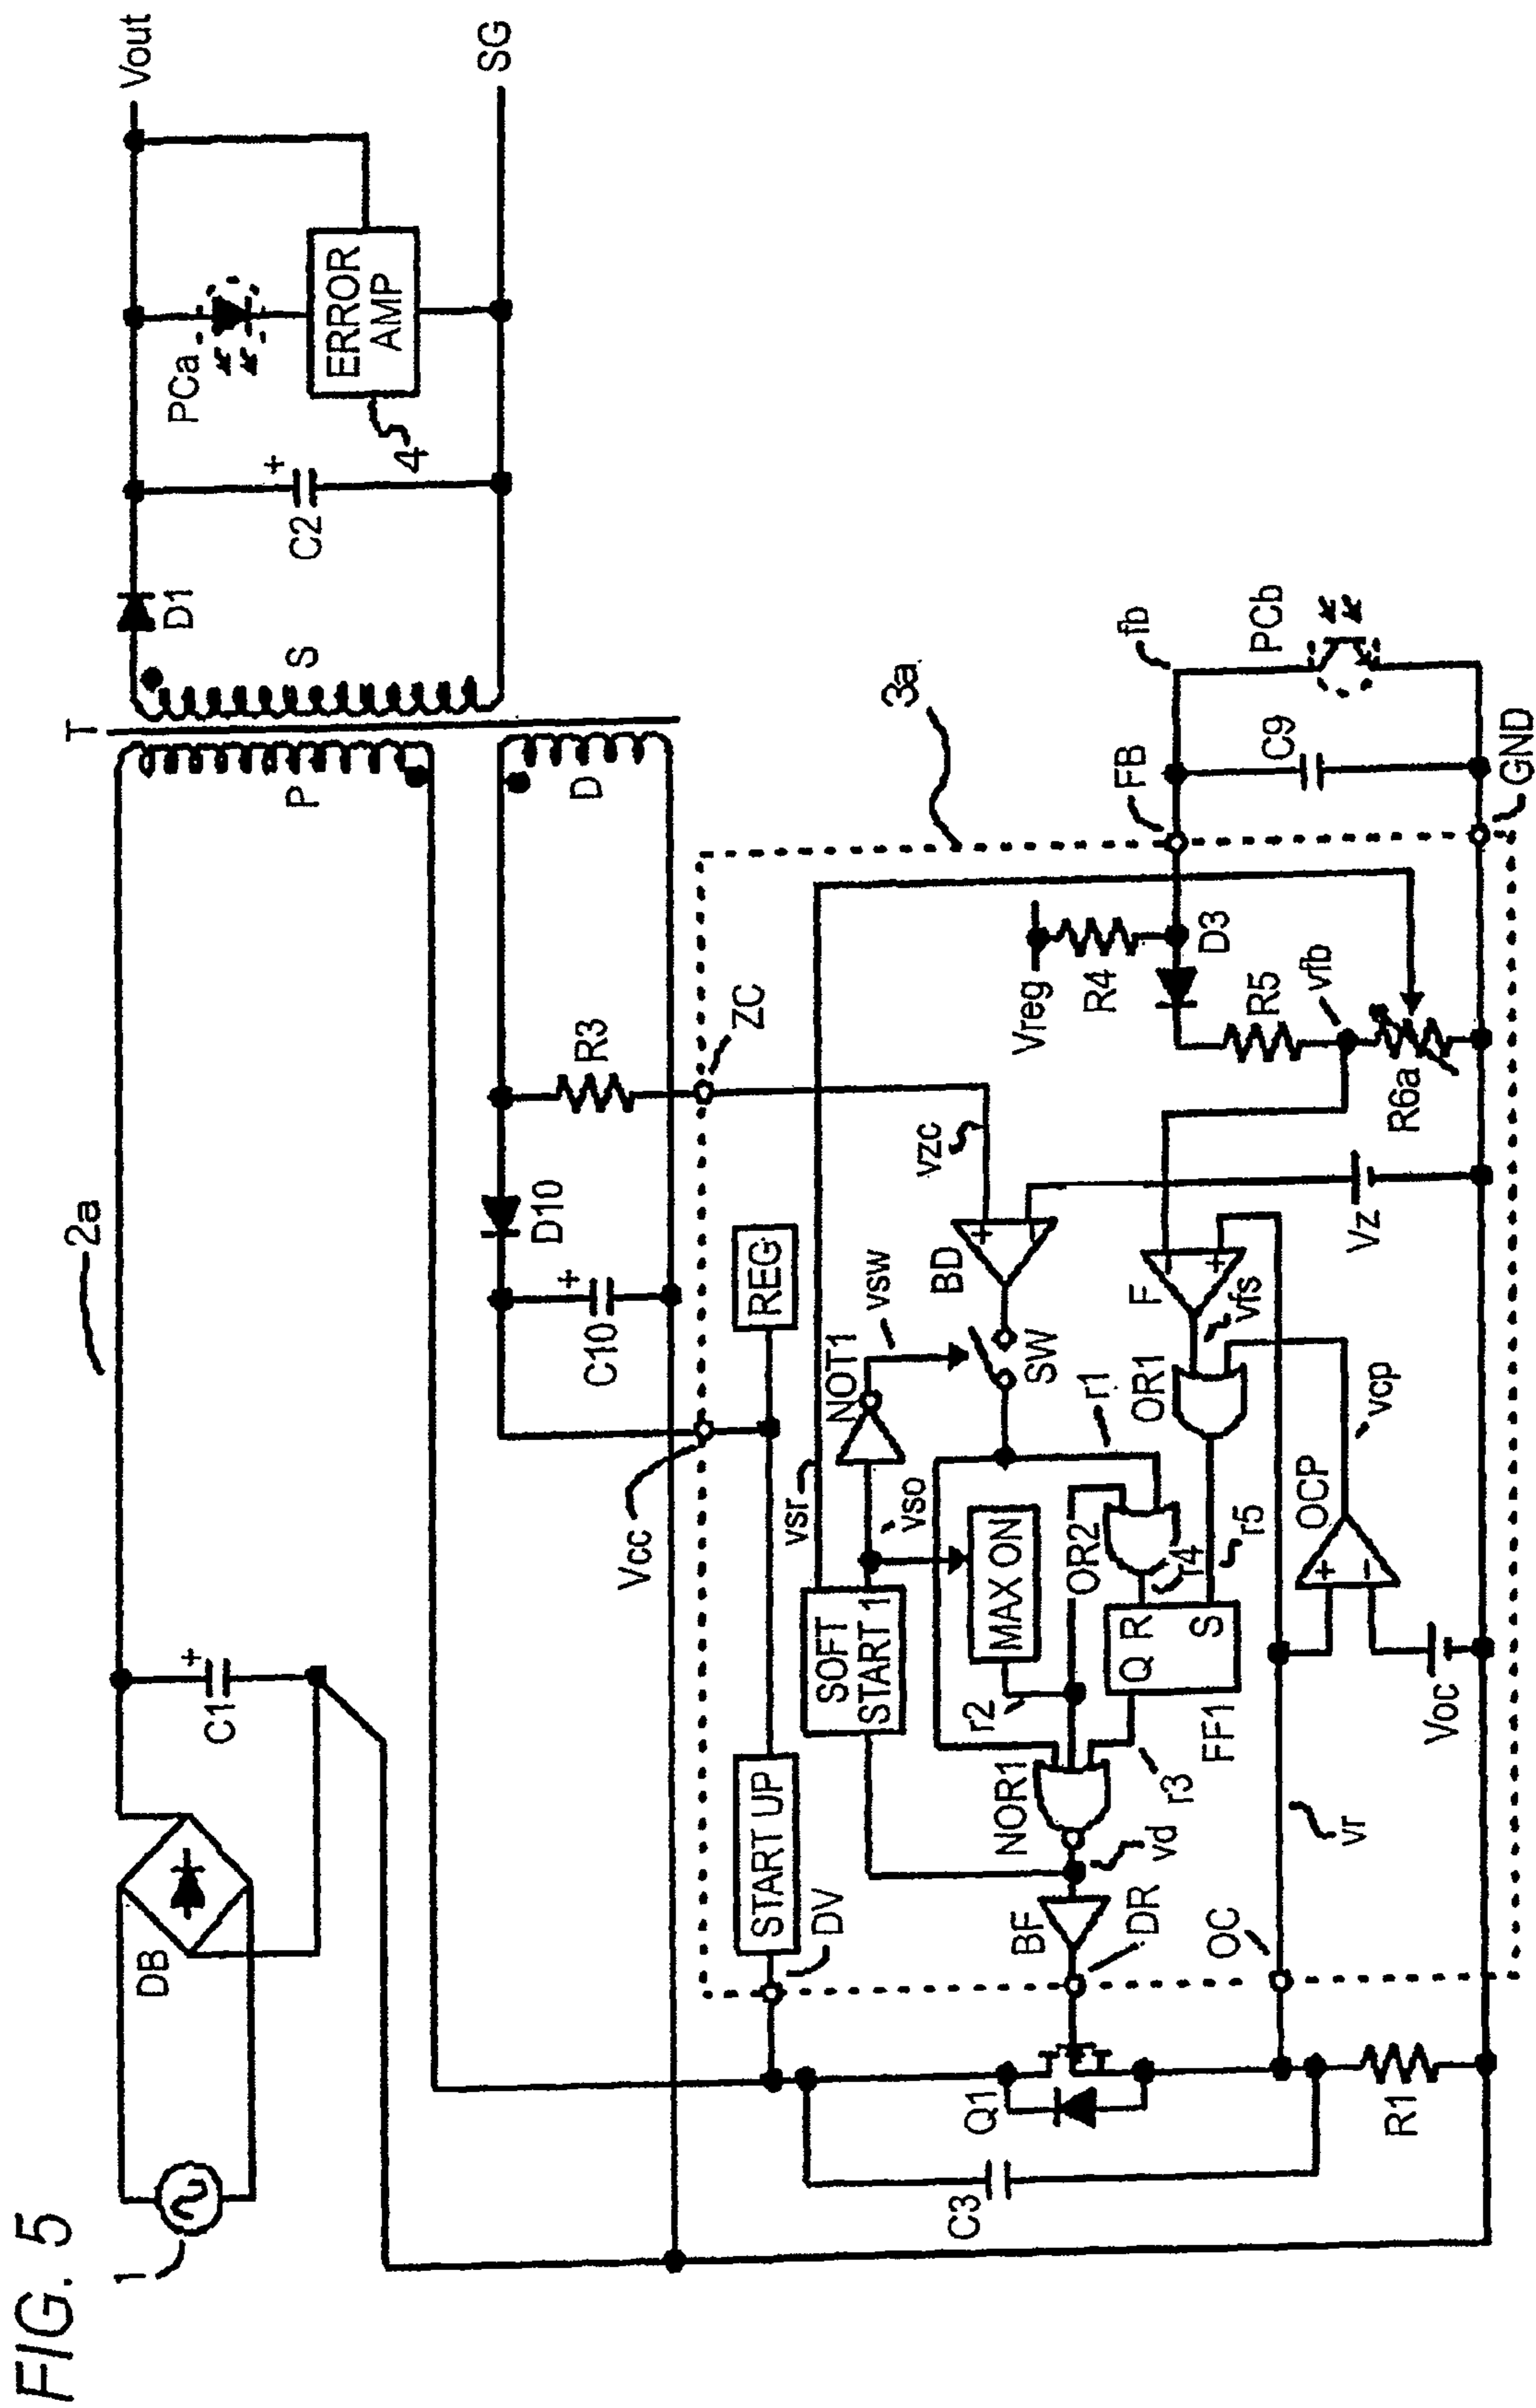 FIG. 5
1
DB
C1
+
2a
T
P
S
D
D1
C2
+
PCa
ERROR
AMP
4
Vout
SG
D10
C10
+
R3
ZC
Vcc
REG
START UP
DV
3a
SOFT
START 1
vsr
vso
NOT1
vsw
MAX ON
r2
BD
+
−
vzc
SW
r1
OR2
r4
NOR1
r3
Q R
S
FF1
vd
BF
DR
r5
OR1
vfs
F
−
+
Vz
vcp
OCP
+
−
Voc
vr
OC
Q1
C3
R1
Vreg
R4
D3
R5
vfb
R6a
FB
fb
C9
PCb
GND